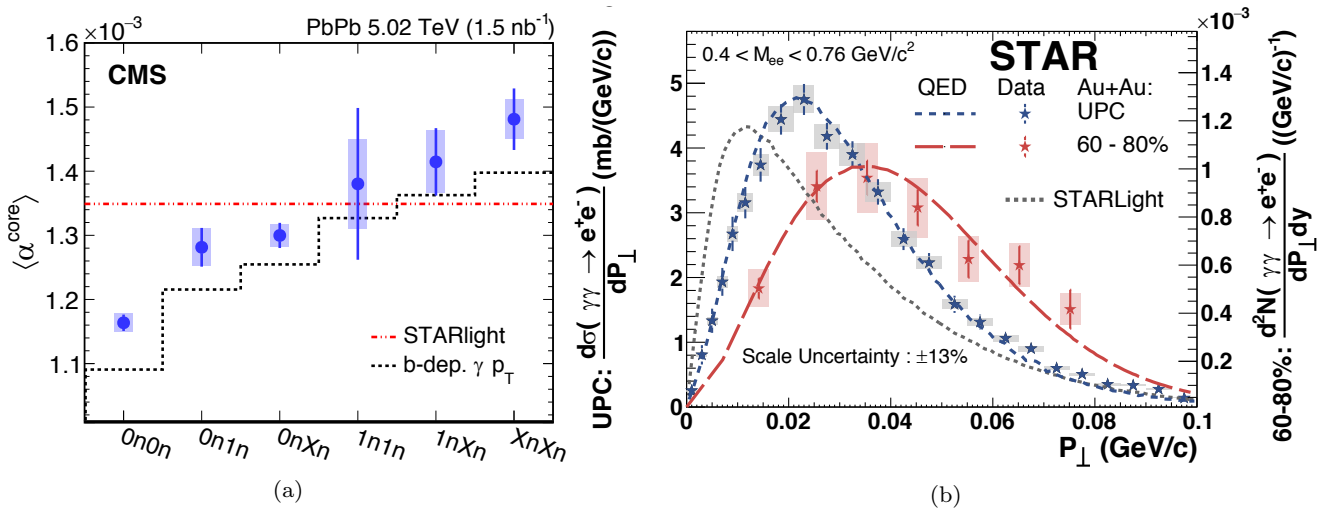 ×10⁻³
PbPb 5.02 TeV (1.5 nb⁻¹)
CMS
⟨α^core⟩
1.6
1.5
1.4
1.3
1.2
1.1
STARlight
b-dep. γ p_T
0n0n
0n1n
0nXn
1n1n
1nXn
XnXn
(a)
UPC: dσ( γγ → e⁺e⁻ ) / dP_⊥ (mb/(GeV/c))
×10⁻³
0.4 < M_ee < 0.76 GeV/c²
STAR
QED Data Au+Au:
UPC
60 - 80%
STARLight
Scale Uncertainty : ±13%
5
4
3
2
1
0
0 0.02 0.04 0.06 0.08 0.1
P_⊥ (GeV/c)
1.4
1.2
1
0.8
0.6
0.4
0.2
60-80%: d²N( γγ → e⁺e⁻ ) / dP_⊥dy ((GeV/c)⁻¹)
(b)